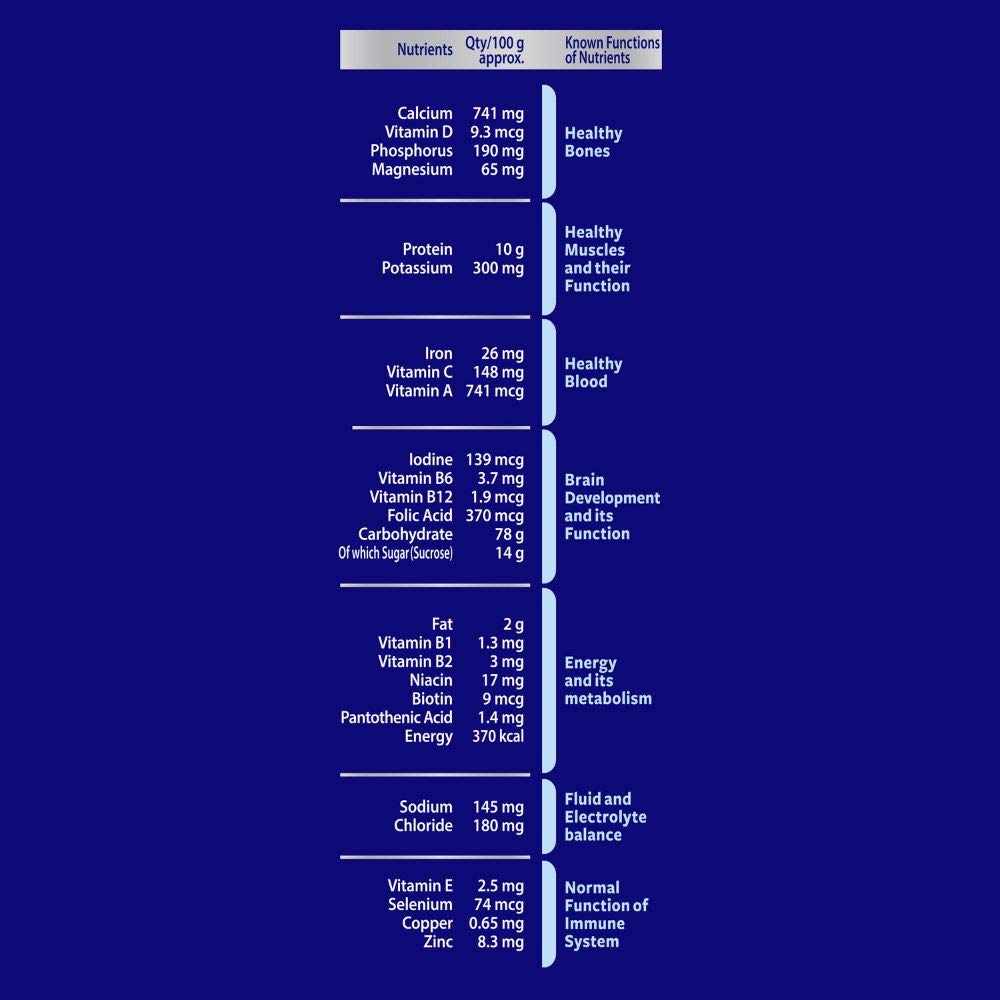 Nutrients Qty/100 g approx. Known Functions of Nutrients
Calcium 741 mg
Vitamin D 9.3 mcg
Phosphorus 190 mg
Magnesium 65 mg
Healthy
Bones
Protein 10 g
Potassium 300 mg
Healthy
Muscles
and their
Function
Iron 26 mg
Vitamin C 148 mg
Vitamin A 741 mcg
Healthy
Blood
Iodine 139 mcg
Vitamin B6 3.7 mg
Vitamin B12 1.9 mcg
Folic Acid 370 mcg
Carbohydrate 78 g
Of which Sugar (Sucrose) 14 g
Brain
Development
and its
Function
Fat 2 g
Vitamin B1 1.3 mg
Vitamin B2 3 mg
Niacin 17 mg
Biotin 9 mcg
Pantothenic Acid 1.4 mg
Energy 370 kcal
Energy
and its
metabolism
Sodium 145 mg
Chloride 180 mg
Fluid and
Electrolyte
balance
Vitamin E 2.5 mg
Selenium 74 mcg
Copper 0.65 mg
Zinc 8.3 mg
Normal
Function of
Immune
System